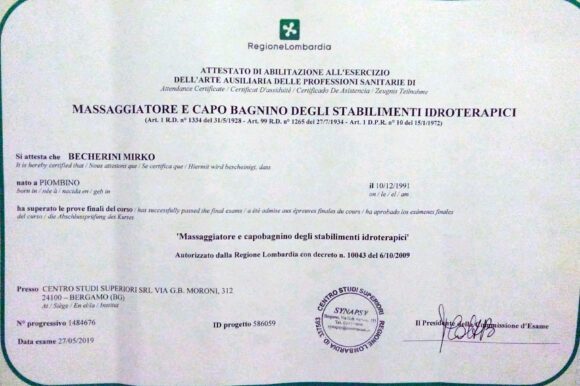 RegioneLombardia
ATTESTATO DI ABILITAZIONE ALL'ESERCIZIO
DELL'ARTE AUSILIARIA DELLE PROFESSIONI SANITARIE DI
Attendance Certificate / Certificat D'assiduité / Certificado De Asistencia / Zeugnis Teilnahme
MASSAGGIATORE E CAPO BAGNINO DEGLI STABILIMENTI IDROTERAPICI
(Art. 1 R.D. n° 1334 del 31/5/1928 - Art. 99 R.D. n° 1265 del 27/7/1934 - Art. 1 D.P.R. n° 10 del 15/1/1972)
Si attesta che BECHERINI MIRKO
It is hereby certified that / Nous attestons que / Se certifica que / Hiermit wird bescheinigt, dass
nato a PIOMBINO il 10/12/1991
born in / née à / nacida en / geb in on / le / el / am
ha superato le prove finali del corso / has successfully passed the final exams / a été admise aux épreuves finales du cours / ha aprobado los exámenes finales
del curso / die Abschlussprüfung des Kurses
'Massaggiatore e capobagnino degli stabilimenti idroterapici'
Autorizzato dalla Regione Lombardia con decreto n. 10043 del 6/10/2009
Presso CENTRO STUDI SUPERIORI SRL VIA G.B. MORONI, 312
24100 – BERGAMO (BG)
At / Siège / En el/la / Institut
N° progressivo 1484676 ID progetto 586059
Data esame 27/05/2019
CENTRO STUDI SUPERIORI
SYNAPSY
REGIONE LOMBARDIA ID 317503
Il Presidente della Commissione d'Esame